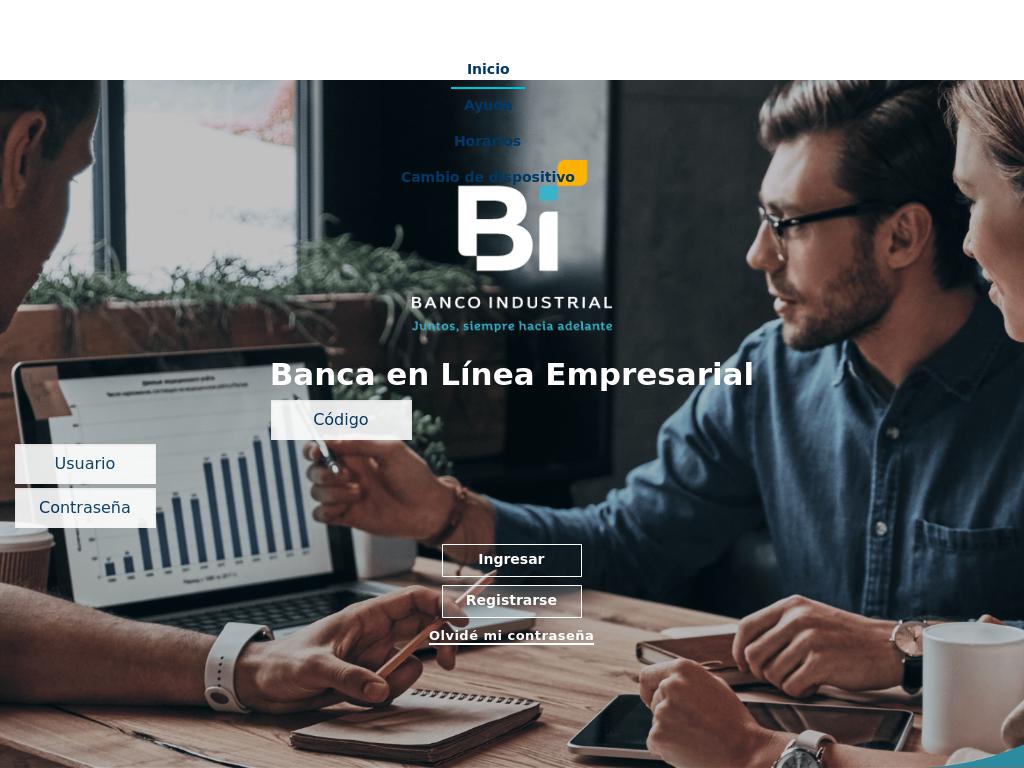 Inicio
Ayuda
Horarios
Cambio de dispositivo
Bi
BANCO INDUSTRIAL
Juntos, siempre hacia adelante
Banca en Línea Empresarial
Código
Usuario
Contraseña
Ingresar
Registrarse
Olvidé mi contraseña